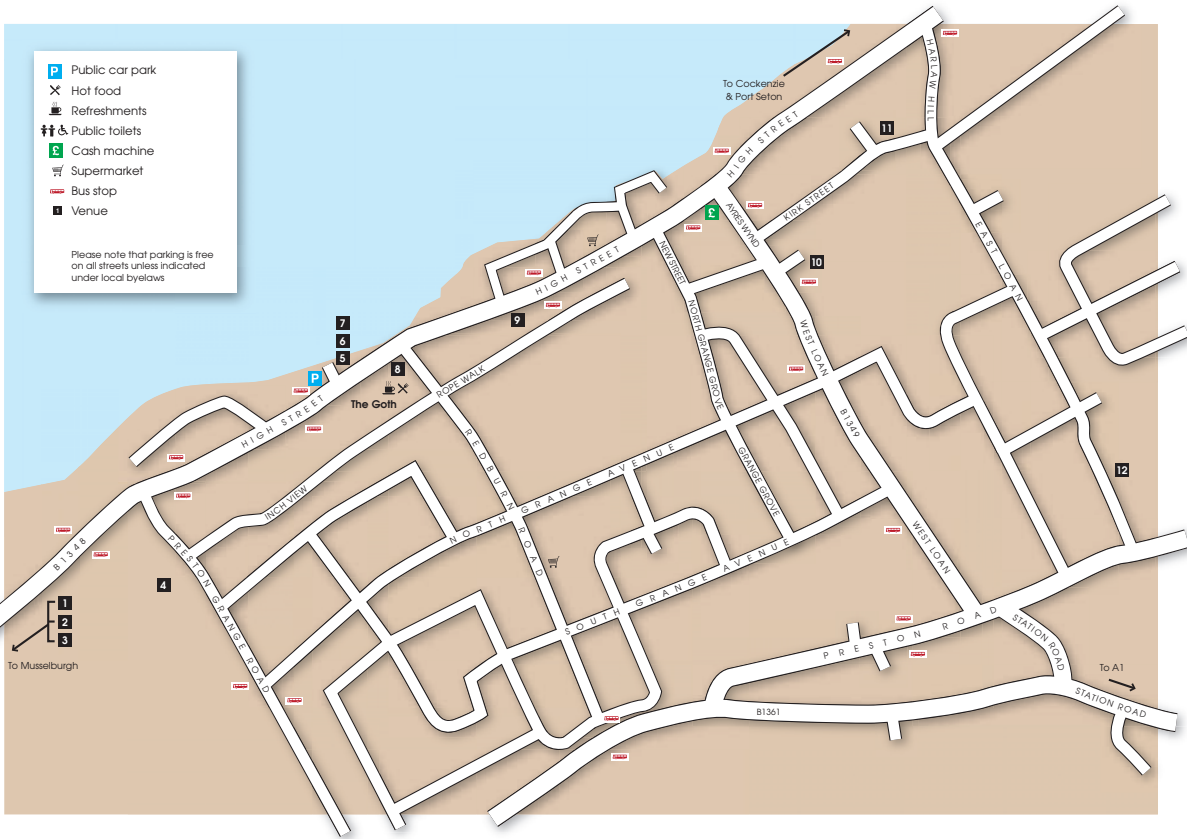 P Public car park
Hot food
Refreshments
Public toilets
£ Cash machine
Supermarket
Bus stop
1 Venue
Please note that parking is free
on all streets unless indicated
under local byelaws
To Cockenzie
& Port Seton
HARLAW HILL
HIGH STREET
11
KIRK STREET
£
AYRES WYND
EAST LOAN
NEW STREET
10
HIGH STREET
NORTH GRANGE GROVE
WEST LOAN
7
6
5
9
8
P
The Goth
ROPE WALK
HIGH STREET
B1349
REDBURN ROAD
NORTH GRANGE AVENUE
GRANGE GROVE
12
INCH VIEW
WEST LOAN
B1348
PRESTON GRANGE ROAD
4
SOUTH GRANGE AVENUE
1
2
3
To Musselburgh
PRESTON ROAD
STATION ROAD
To A1
STATION ROAD
B1361